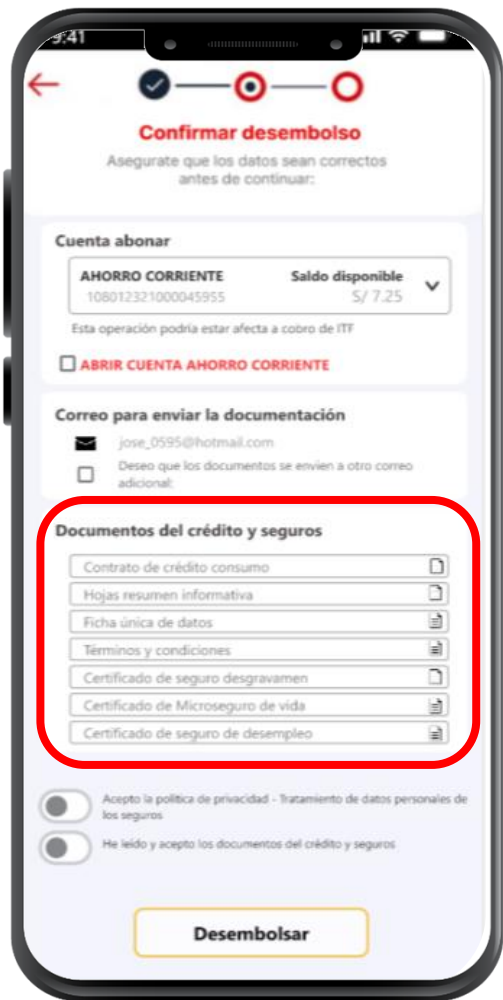 9:41
Confirmar desembolso
Asegurate que los datos sean correctos
antes de continuar:
Cuenta abonar
AHORRO CORRIENTE Saldo disponible
108012321000045955 S/ 7.25
Esta operación podría estar afecta a cobro de ITF
ABRIR CUENTA AHORRO CORRIENTE
Correo para enviar la documentación
jose_0595@hotmail.com
Deseo que los documentos se envien a otro correo
adicional:
Documentos del crédito y seguros
Contrato de crédito consumo
Hojas resumen informativa
Ficha única de datos
Términos y condiciones
Certificado de seguro desgravamen
Certificado de Microseguro de vida
Certificado de seguro de desempleo
Acepto la política de privacidad - Tratamiento de datos personales de
los seguros
He leído y acepto los documentos del crédito y seguros
Desembolsar